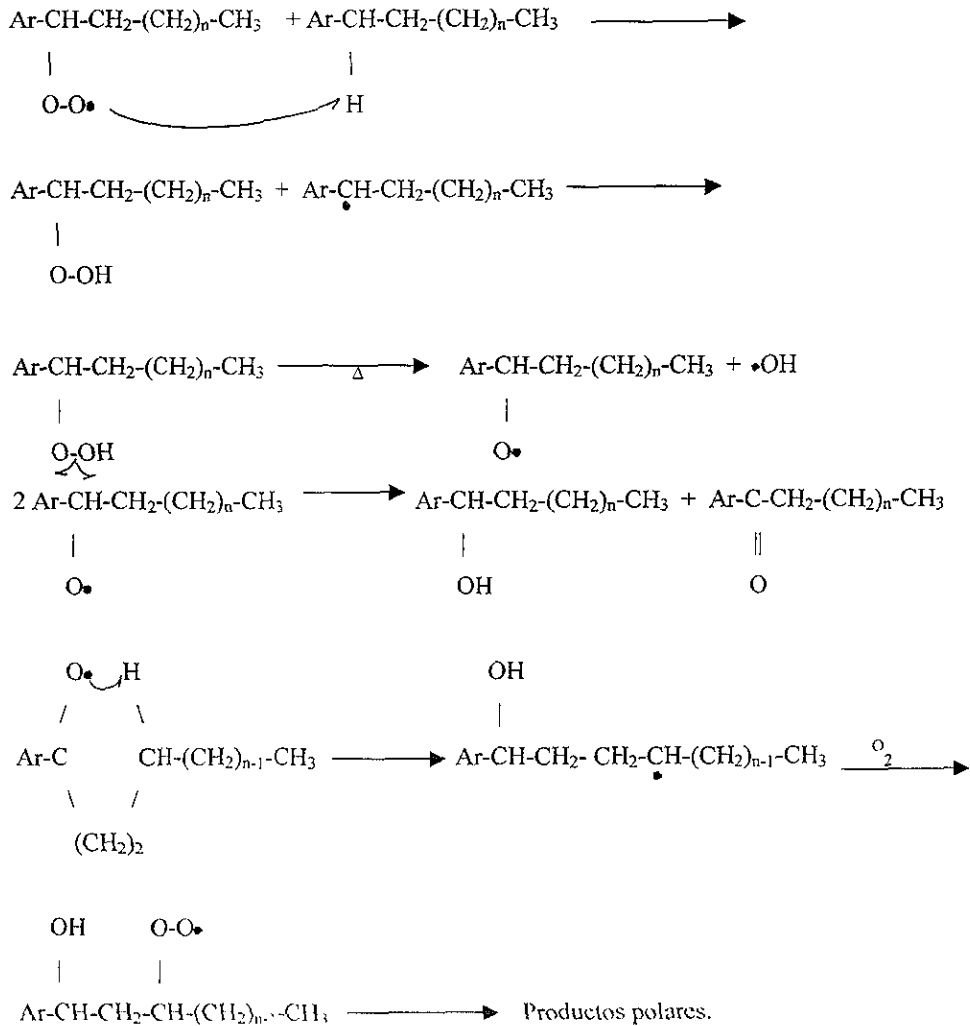 Ar-CH-CH₂-(CH₂)ₙ-CH₃ + Ar-CH-CH₂-(CH₂)ₙ-CH₃ ⟶
| |
O-O• H
Ar-CH-CH₂-(CH₂)ₙ-CH₃ + Ar-CH-CH₂-(CH₂)ₙ-CH₃ ⟶
| •
O-OH
Ar-CH-CH₂-(CH₂)ₙ-CH₃ ⟶ Δ Ar-CH-CH₂-(CH₂)ₙ-CH₃ + •OH
| |
O-OH O•
2 Ar-CH-CH₂-(CH₂)ₙ-CH₃ ⟶ Ar-CH-CH₂-(CH₂)ₙ-CH₃ + Ar-C-CH₂-(CH₂)ₙ-CH₃
| | ||
O• OH O
O• H OH
/ \ |
Ar-C CH-(CH₂)ₙ₋₁-CH₃ ⟶ Ar-CH-CH₂- CH₂-CH-(CH₂)ₙ₋₁-CH₃ O₂ ⟶
\ / •
(CH₂)₂
OH O-O•
| |
Ar-CH-CH₂-CH-(CH₂)ₙ.--CH₃ ⟶ Productos polares.